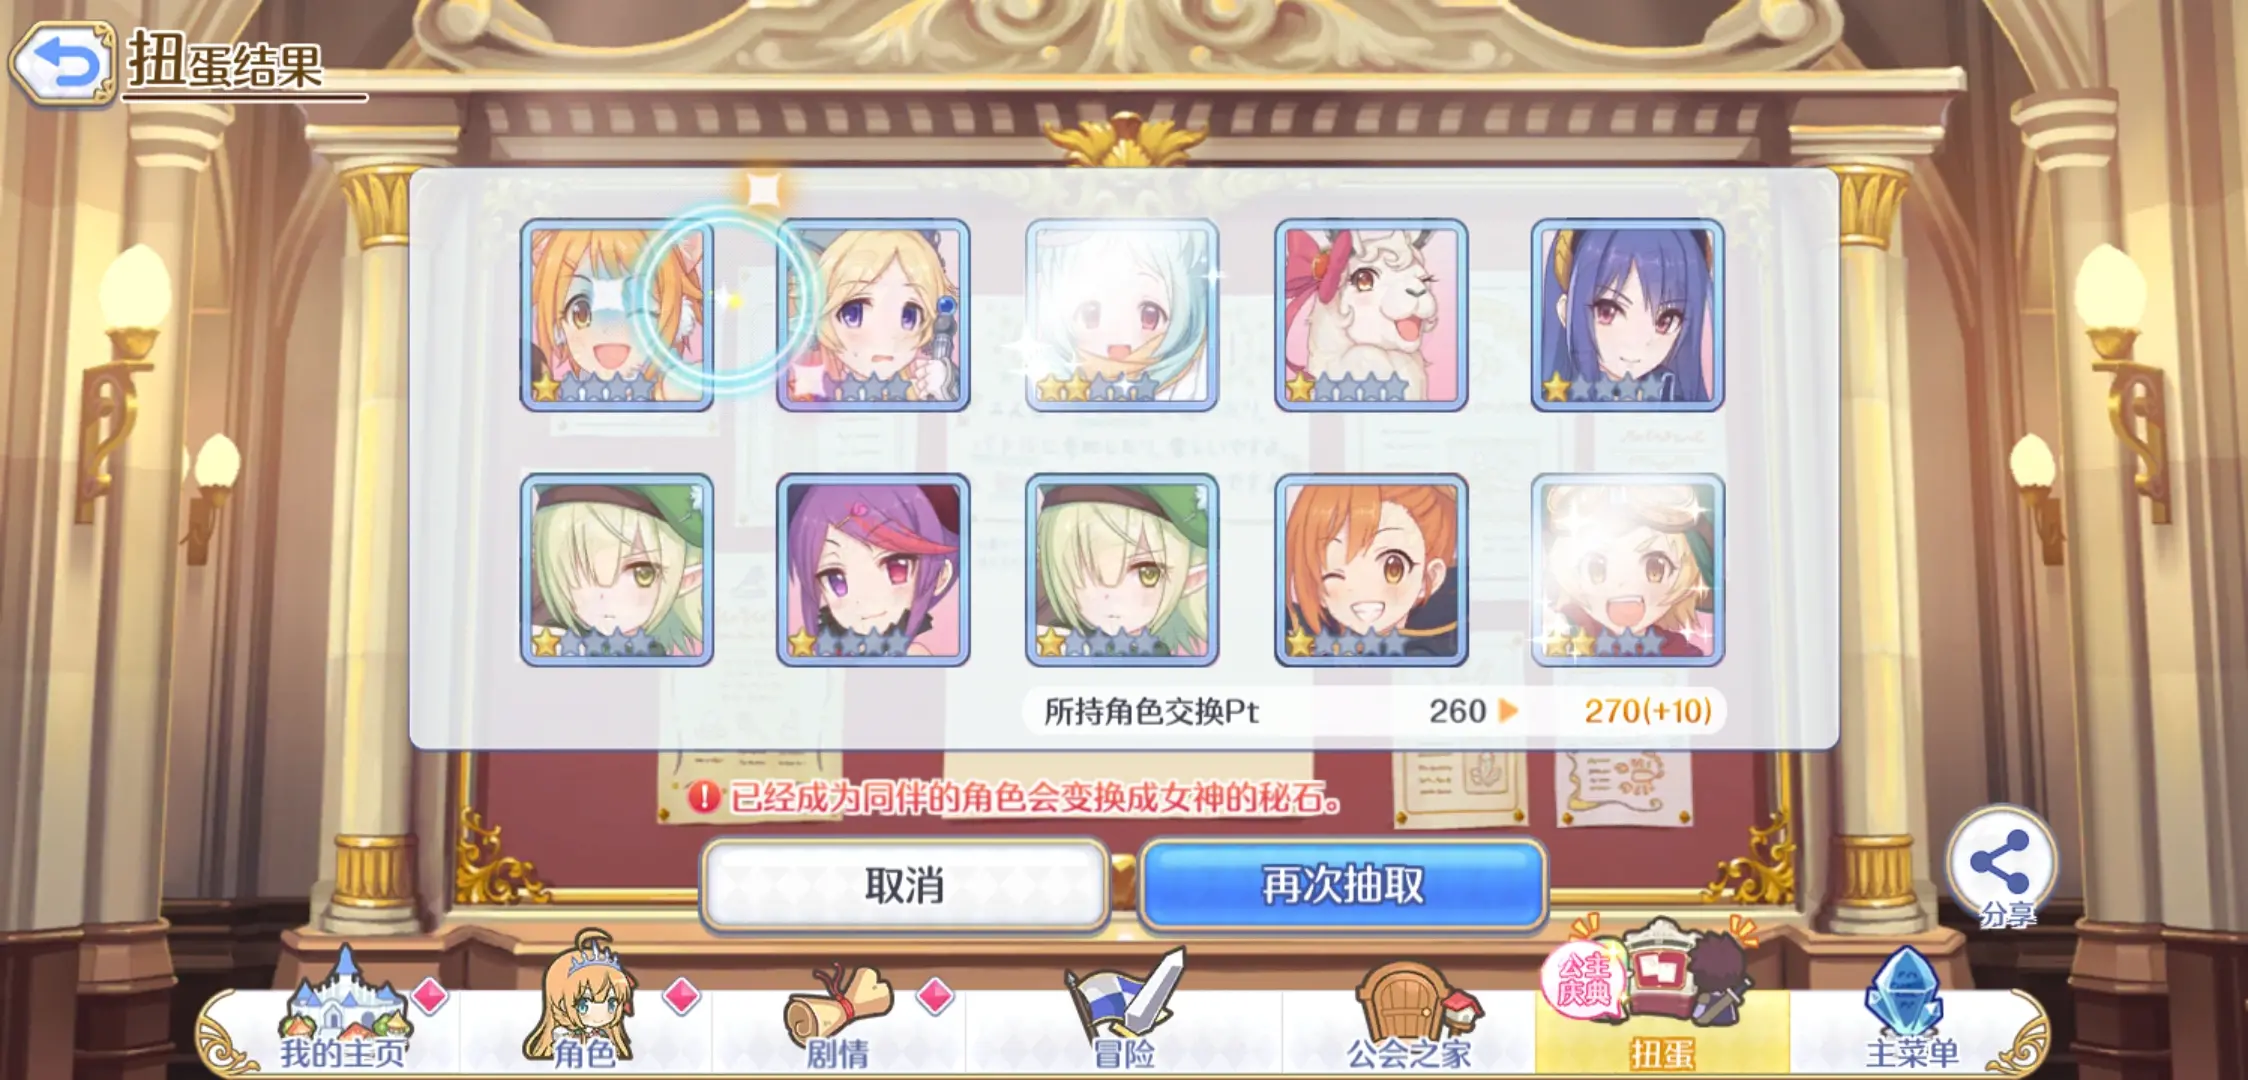 扭蛋结果
所持角色交换Pt 260 270(+10)
已经成为同伴的角色会变换成女神的秘石。
取消
再次抽取
分享
公主
庆典
我的主页
角色
剧情
冒险
公会之家
扭蛋
主菜单